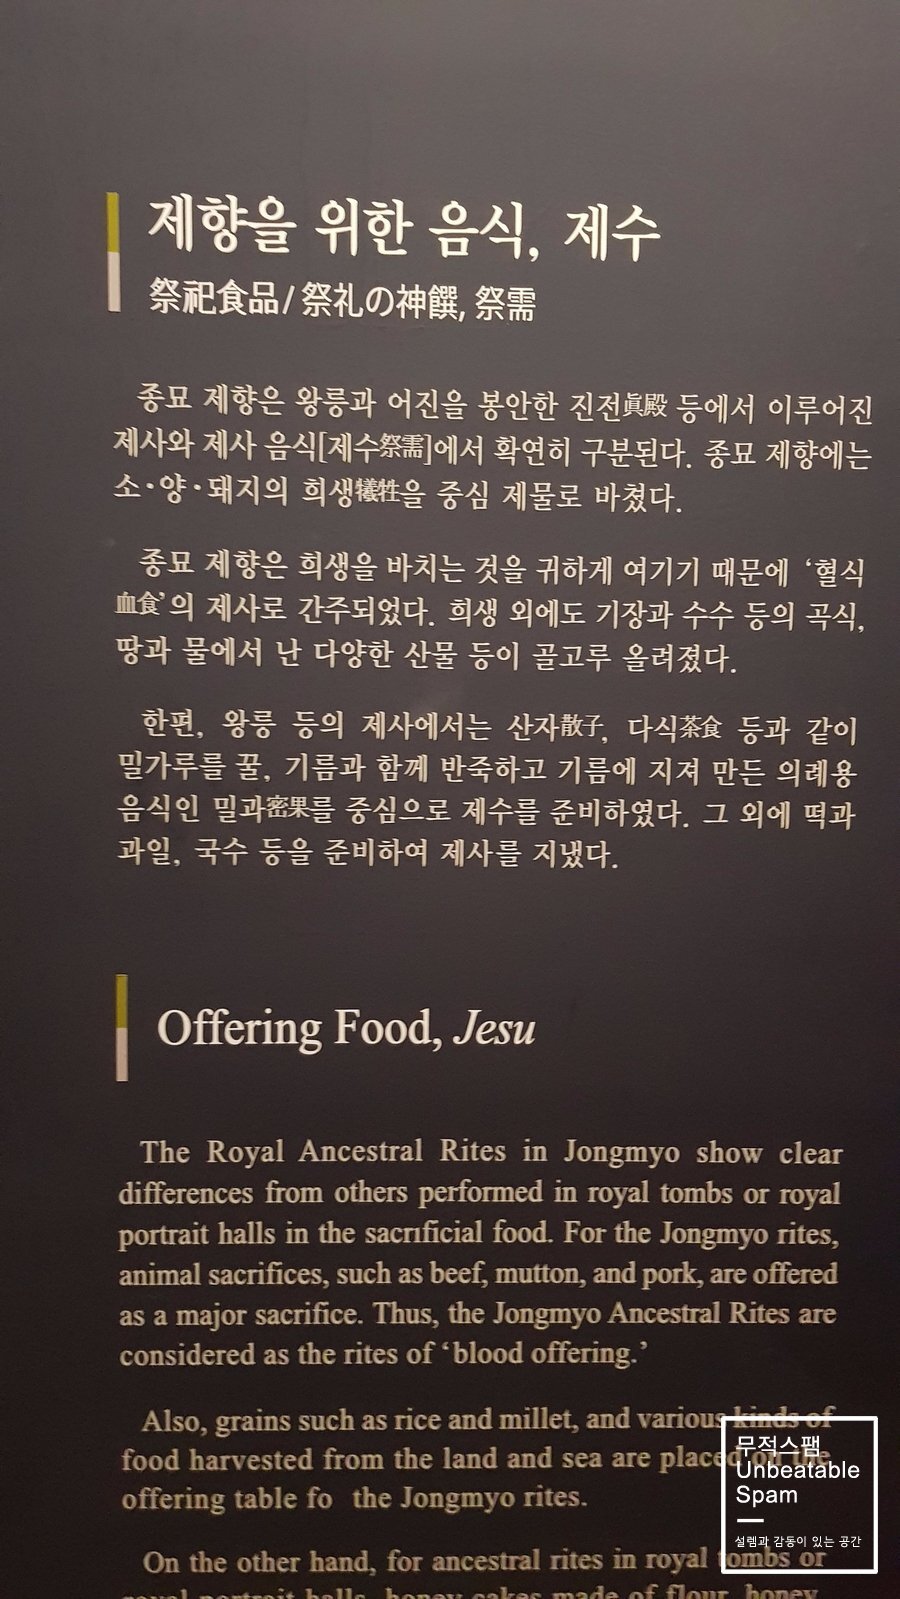 제향을 위한 음식, 제수
祭祀食品/祭礼の神饌, 祭需
종묘 제향은 왕릉과 어진을 봉안한 진전眞殿 등에서 이루어진
제사와 제사 음식[제수祭需]에서 확연히 구분된다. 종묘 제향에는
소·양·돼지의 희생犧牲을 중심 제물로 바쳤다.
종묘 제향은 희생을 바치는 것을 귀하게 여기기 때문에 ‘혈식
血食’의 제사로 간주되었다. 희생 외에도 기장과 수수 등의 곡식,
땅과 물에서 난 다양한 산물 등이 골고루 올려졌다.
한편, 왕릉 등의 제사에서는 산자散子, 다식茶食 등과 같이
밀가루를 꿀, 기름과 함께 반죽하고 기름에 지져 만든 의례용
음식인 밀과密果를 중심으로 제수를 준비하였다. 그 외에 떡과
과일, 국수 등을 준비하여 제사를 지냈다.
Offering Food, Jesu
The Royal Ancestral Rites in Jongmyo show clear
differences from others performed in royal tombs or royal
portrait halls in the sacrificial food. For the Jongmyo rites,
animal sacrifices, such as beef, mutton, and pork, are offered
as a major sacrifice. Thus, the Jongmyo Ancestral Rites are
considered as the rites of ‘blood offering.’
Also, grains such as rice and millet, and various kinds of
food harvested from the land and sea are placed on the
offering table fo the Jongmyo rites.
On the other hand, for ancestral rites in royal tombs or
royal portrait halls, honey cakes made of flour, honey,
무적스팸
Unbeatable
Spam
설렘과 감동이 있는 공간